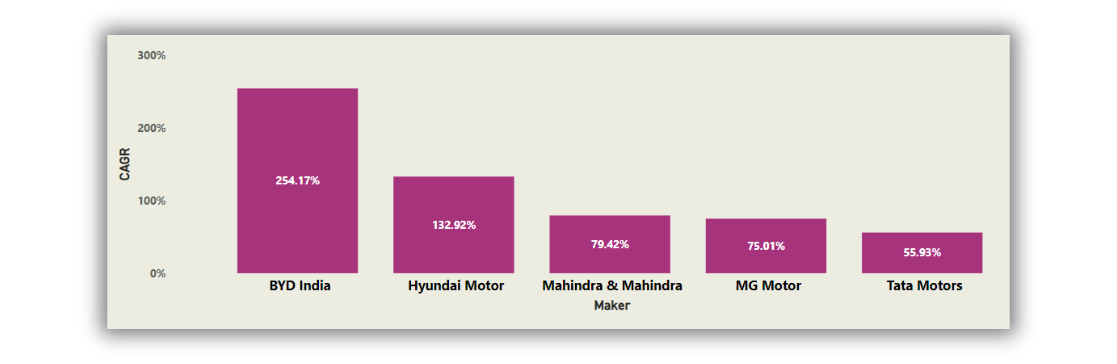 300%
200%
100%
0%
CAGR
254.17%
132.92%
79.42%
75.01%
55.93%
BYD India
Hyundai Motor
Mahindra & Mahindra
MG Motor
Tata Motors
Maker